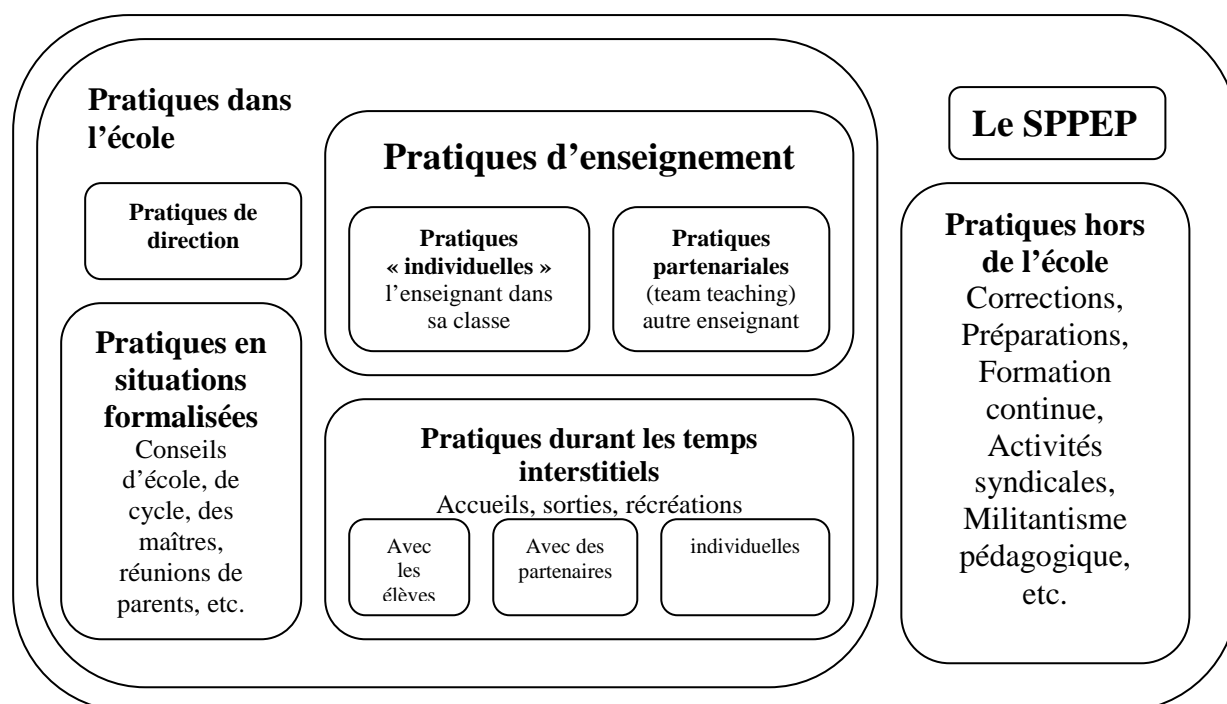 Pratiques dans
l’école
Pratiques de
direction
Pratiques en
situations
formalisées
Conseils
d’école, de
cycle, des
maîtres,
réunions de
parents, etc.
Pratiques d’enseignement
Pratiques
« individuelles »
l’enseignant dans
sa classe
Pratiques
partenariales
(team teaching)
autre enseignant
Pratiques durant les temps
interstitiels
Accueils, sorties, récréations
Avec
les
élèves
Avec des
partenaires
individuelles
Le SPPEP
Pratiques hors
de l’école
Corrections,
Préparations,
Formation
continue,
Activités
syndicales,
Militantisme
pédagogique,
etc.